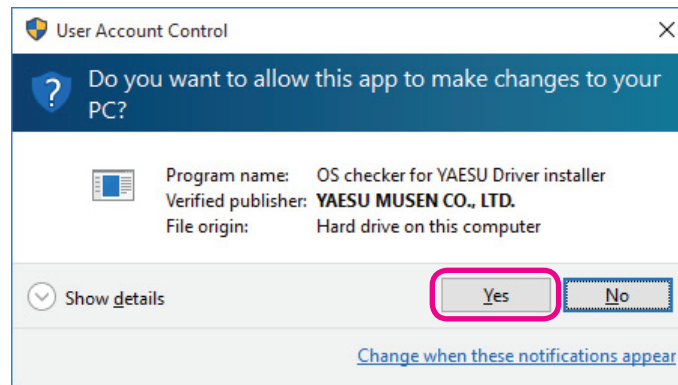 User Account Control
Do you want to allow this app to make changes to your
PC?
Program name: OS checker for YAESU Driver installer
Verified publisher: YAESU MUSEN CO., LTD.
File origin: Hard drive on this computer
Show details
Yes
No
Change when these notifications appear